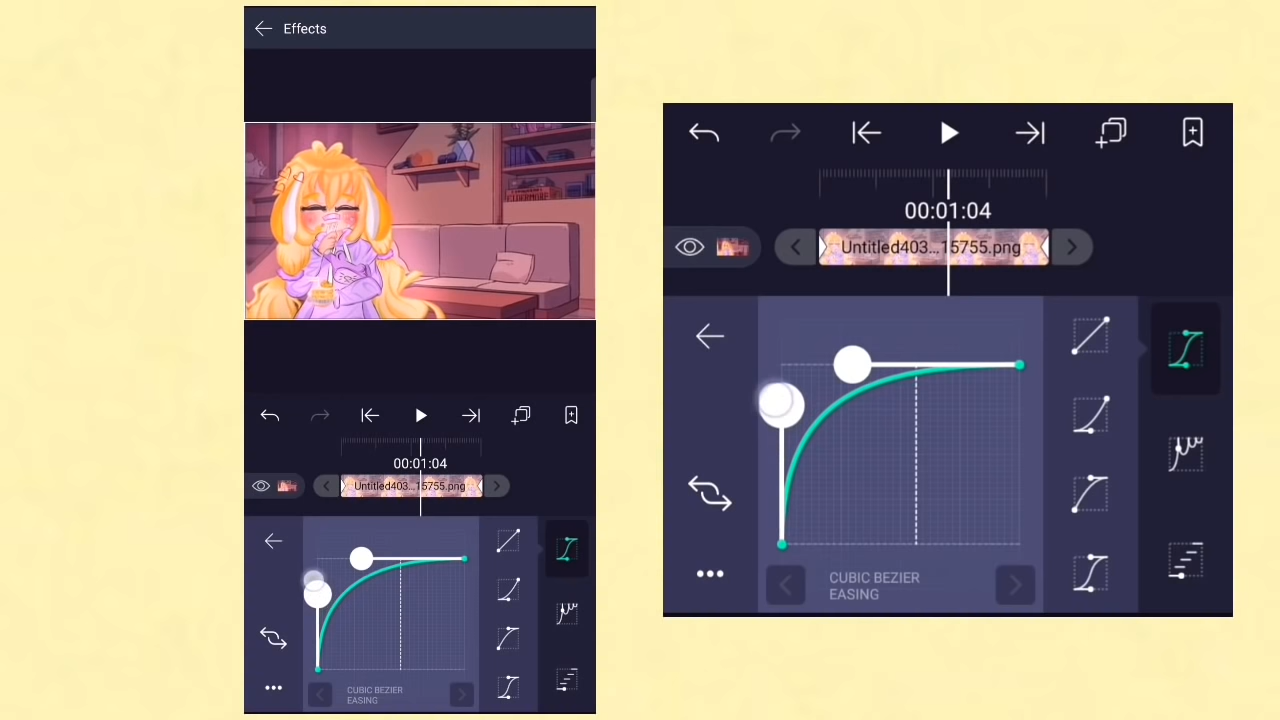 Effects
00:01:04
Untitled403...15755.png
CUBIC BEZIER
EASING
00:01:04
Untitled403...15755.png
CUBIC BEZIER
EASING